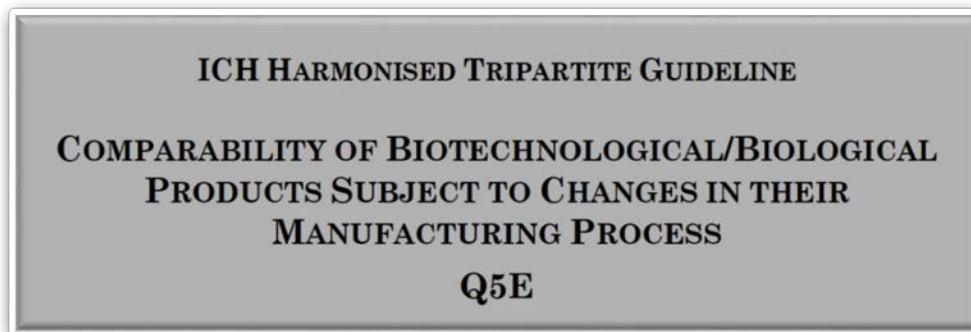 ICH HARMONISED TRIPARTITE GUIDELINE
COMPARABILITY OF BIOTECHNOLOGICAL/BIOLOGICAL
PRODUCTS SUBJECT TO CHANGES IN THEIR
MANUFACTURING PROCESS
Q5E